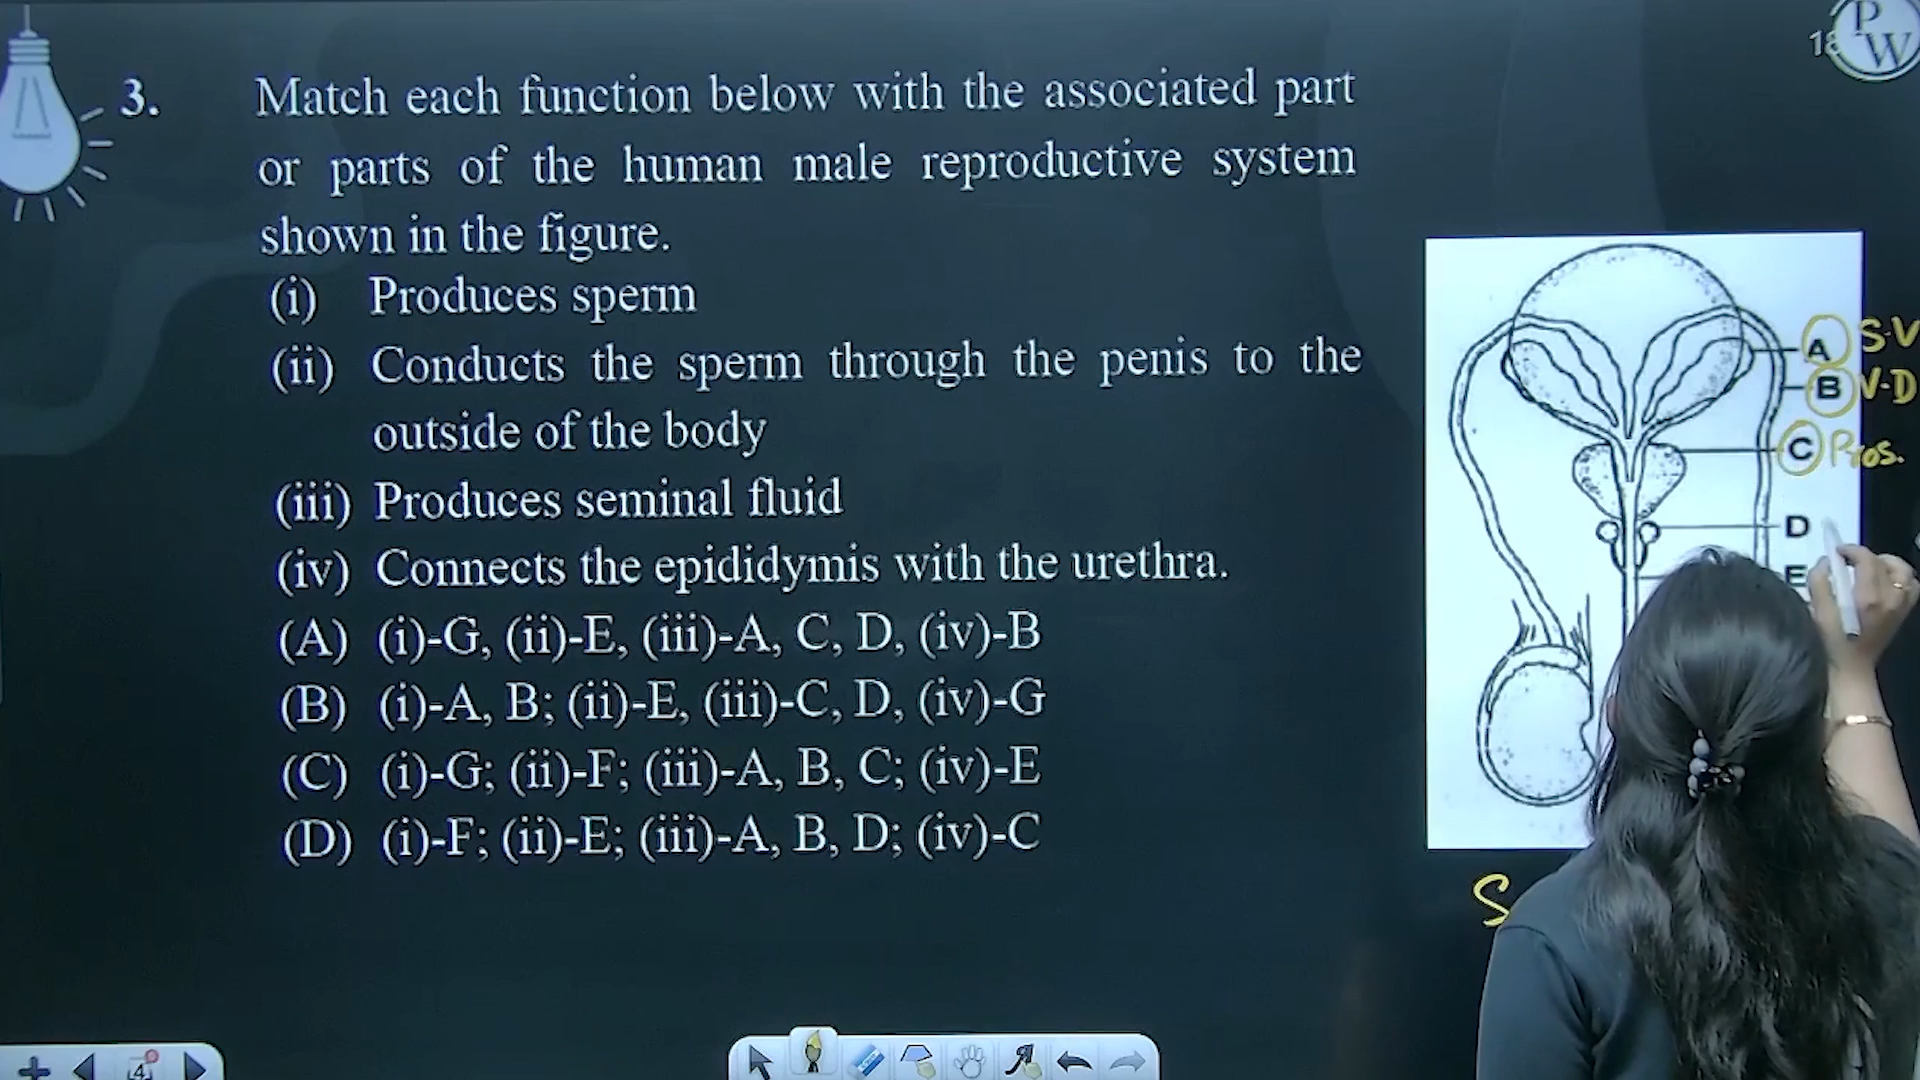 18 PW
3. Match each function below with the associated part
or parts of the human male reproductive system
shown in the figure.
(i) Produces sperm
(ii) Conducts the sperm through the penis to the
outside of the body
(iii) Produces seminal fluid
(iv) Connects the epididymis with the urethra.
(A) (i)-G, (ii)-E, (iii)-A, C, D, (iv)-B
(B) (i)-A, B; (ii)-E, (iii)-C, D, (iv)-G
(C) (i)-G; (ii)-F; (iii)-A, B, C; (iv)-E
(D) (i)-F; (ii)-E; (iii)-A, B, D; (iv)-C
A S.V
B V-D
C Pros.
D
E
S
4